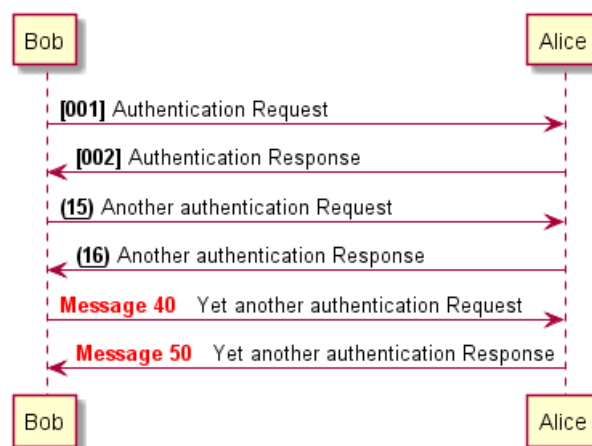 Bob Alice
[001] Authentication Request
[002] Authentication Response
(15) Another authentication Request
(16) Another authentication Response
Message 40 Yet another authentication Request
Message 50 Yet another authentication Response
Bob Alice